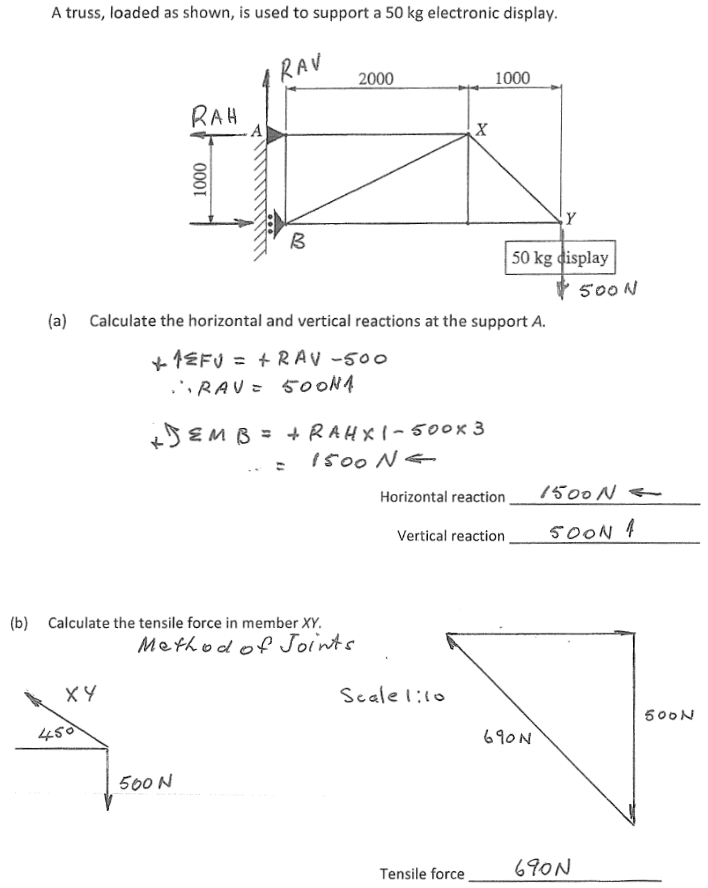 A truss, loaded as shown, is used to support a 50 kg electronic display.
RAV
2000
1000
RAH
A
X
1000
B
Y
50 kg display
500 N
(a) Calculate the horizontal and vertical reactions at the support A.
+↑ΣFV = + RAV -500
∴ RAV = 500N↑
+↻ΣMB = + RAH×1-500×3
∴ = 1500 N ←
Horizontal reaction 1500 N ←
Vertical reaction 500N ↑
(b) Calculate the tensile force in member XY.
Method of Joints
XY
45°
500 N
Scale 1:10
690N
500N
Tensile force 690N